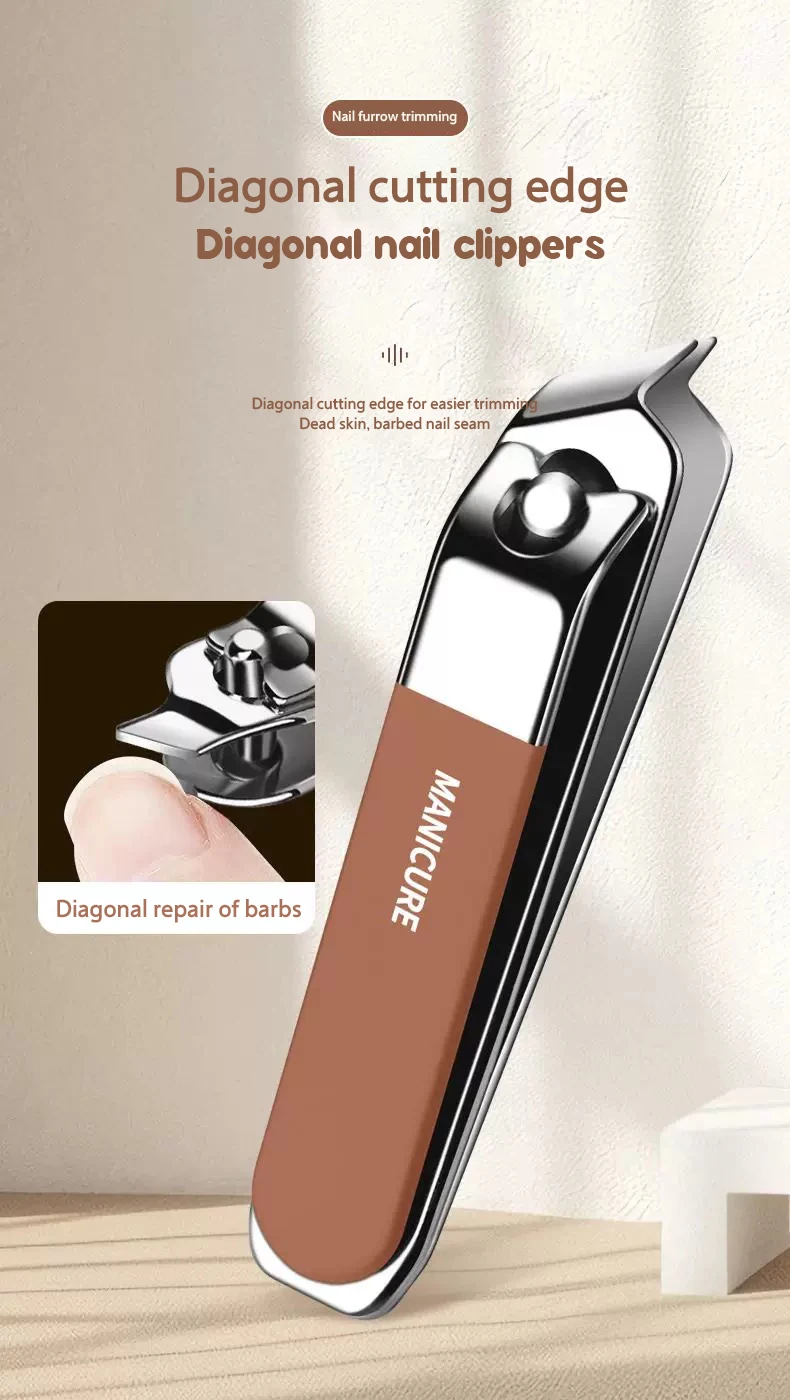 Nail furrow trimming
Diagonal cutting edge
Diagonal nail clippers
Diagonal cutting edge for easier trimming
Dead skin, barbed nail seam
MANICURE
Diagonal repair of barbs